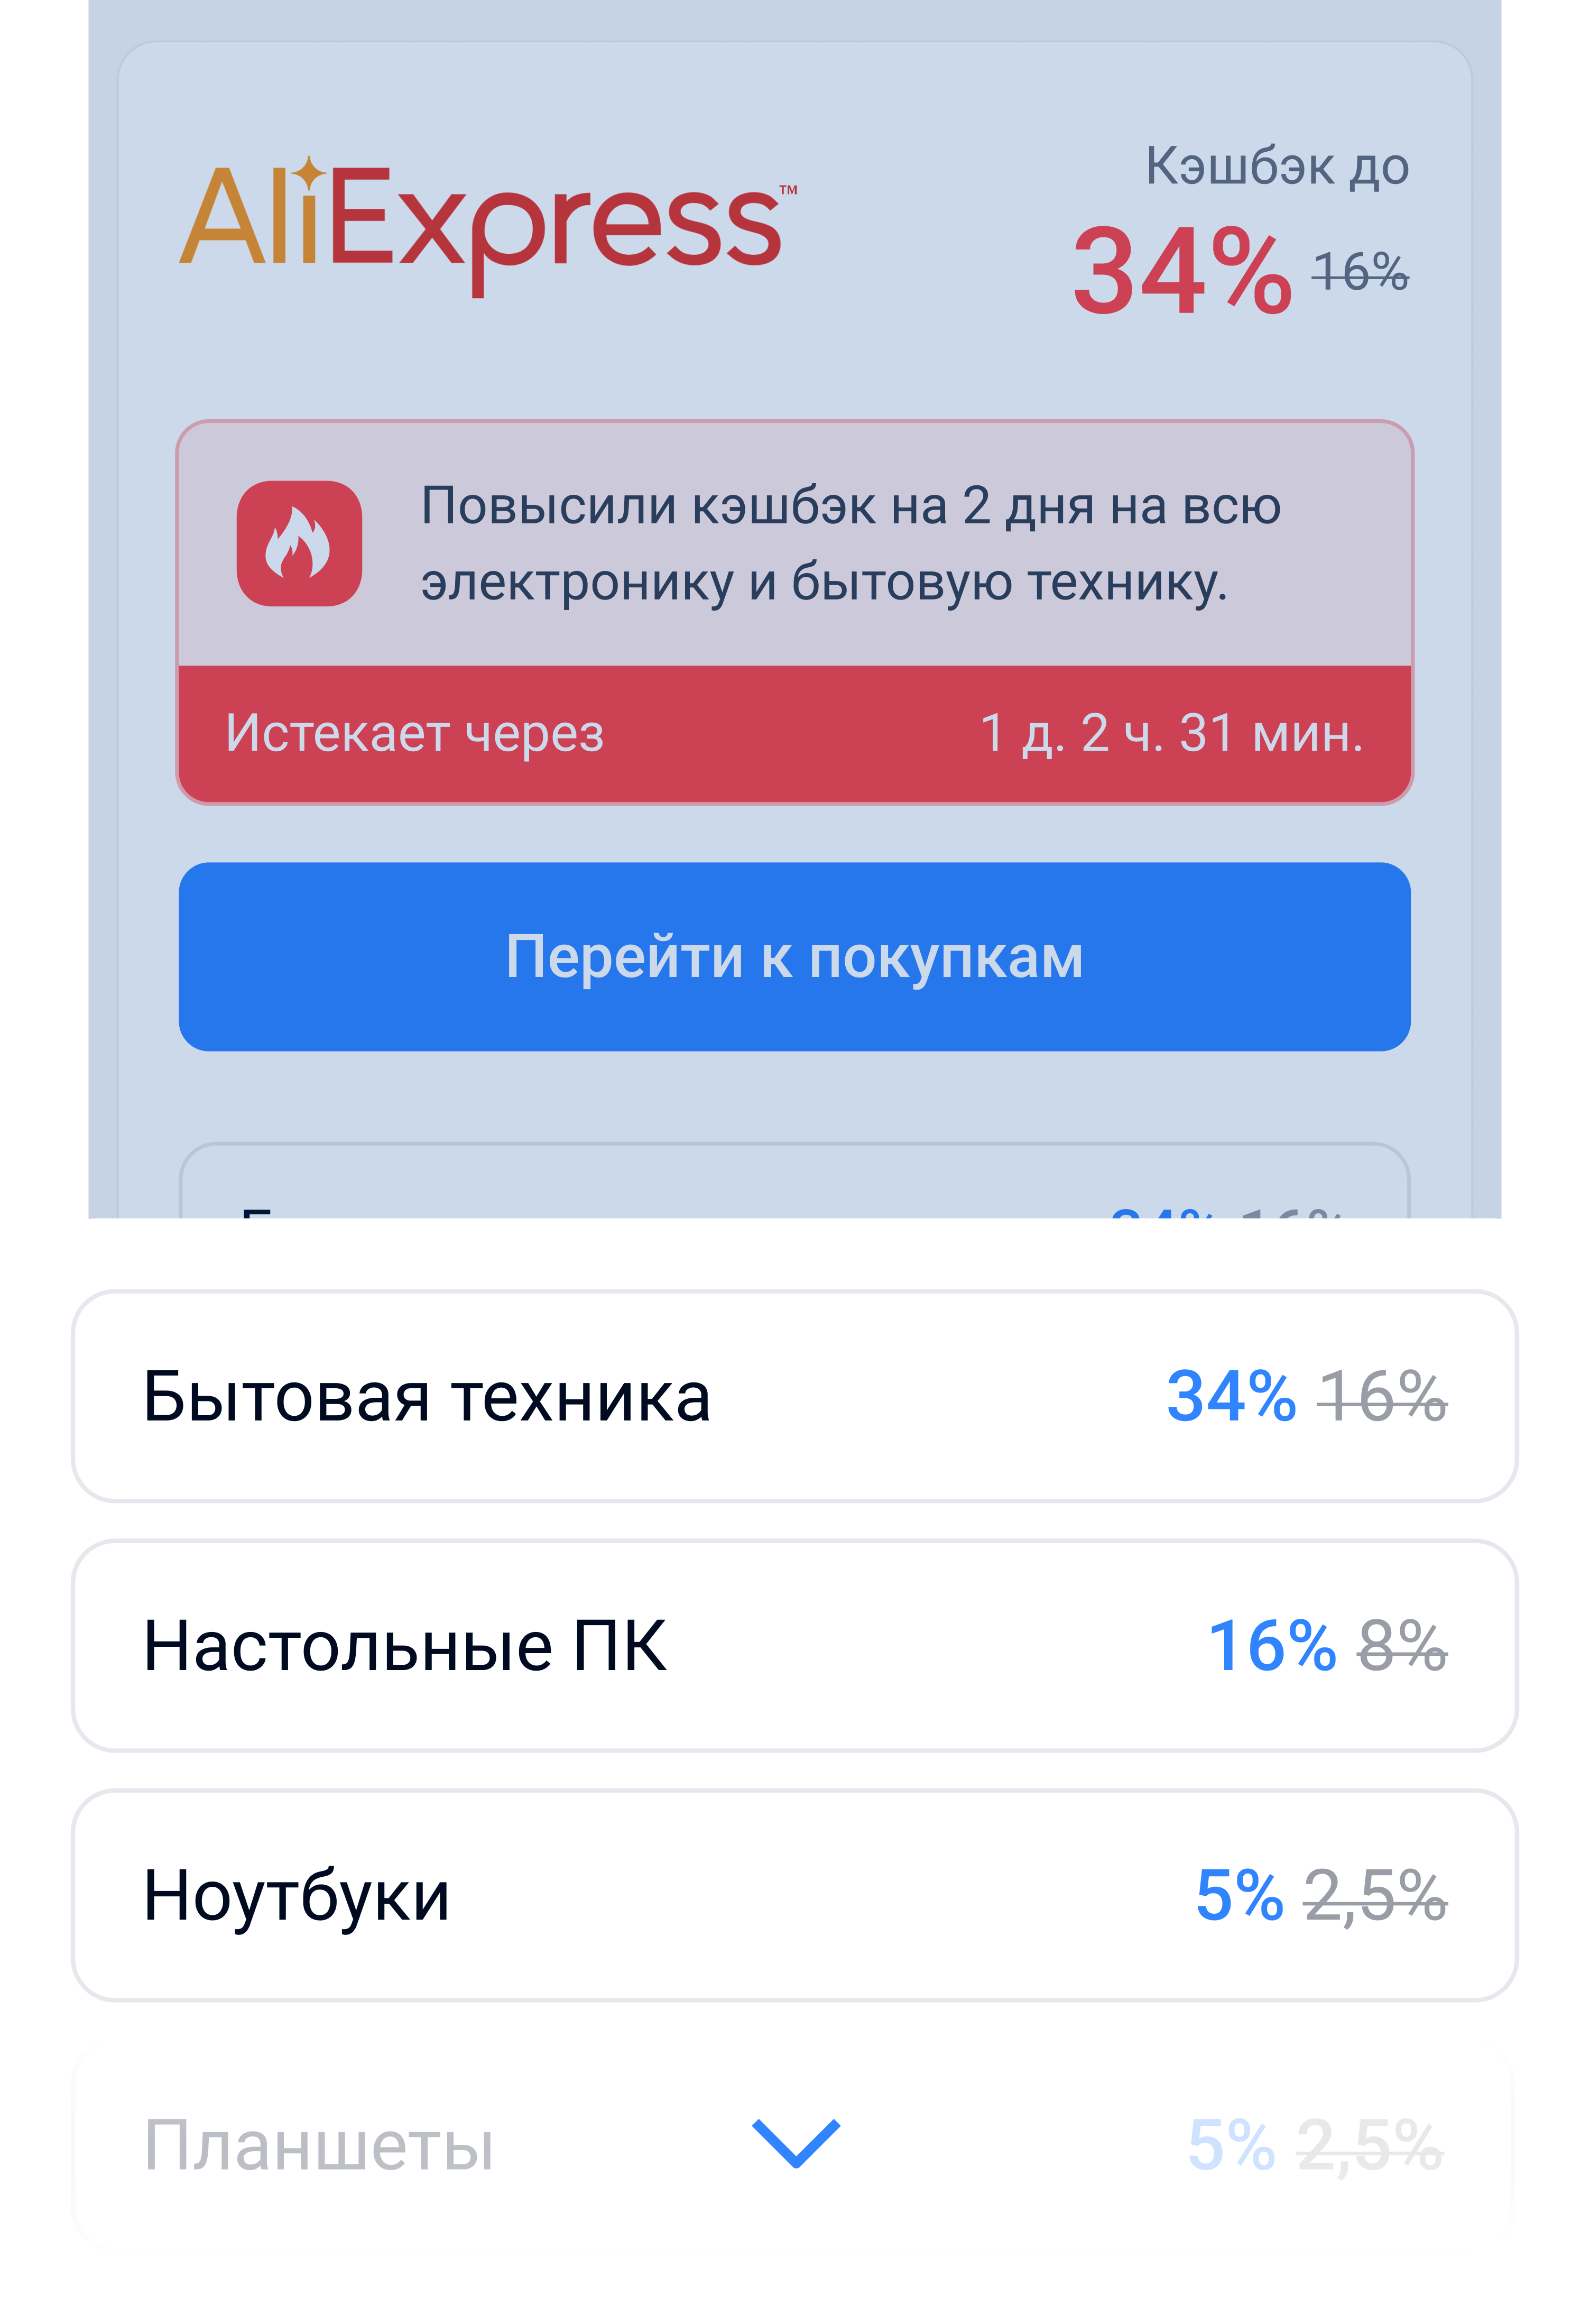 AliExpress™
Кэшбэк до
34% 16%
Повысили кэшбэк на 2 дня на всю
электронику и бытовую технику.
Истекает через 1 д. 2 ч. 31 мин.
Перейти к покупкам
Бытовая техника 34% 16%
Настольные ПК 16% 8%
Ноутбуки 5% 2,5%
Планшеты 5% 2,5%